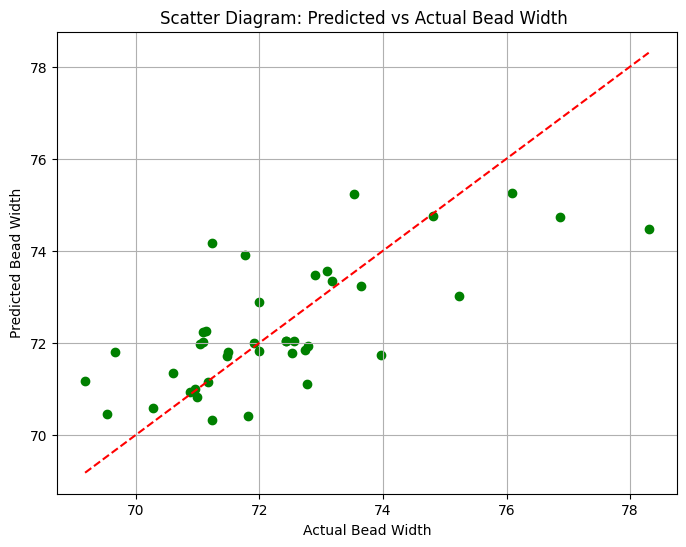 Scatter Diagram: Predicted vs Actual Bead Width
Predicted Bead Width
78
76
74
72
70
70 72 74 76 78
Actual Bead Width